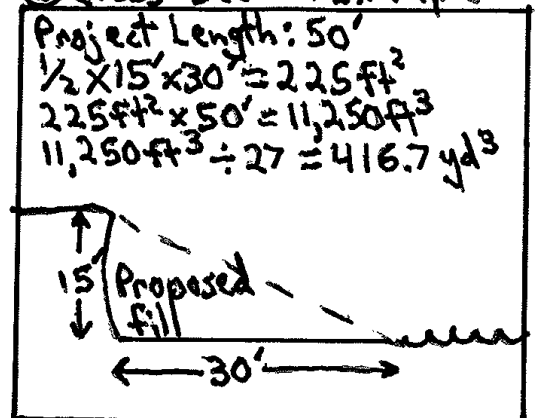 Project Length: 50'
1/2 X 15' x 30' = 225 ft²
225 ft² x 50' = 11,250 ft³
11,250 ft³ ÷ 27 = 416.7 yd³
15'
Proposed
fill
30'